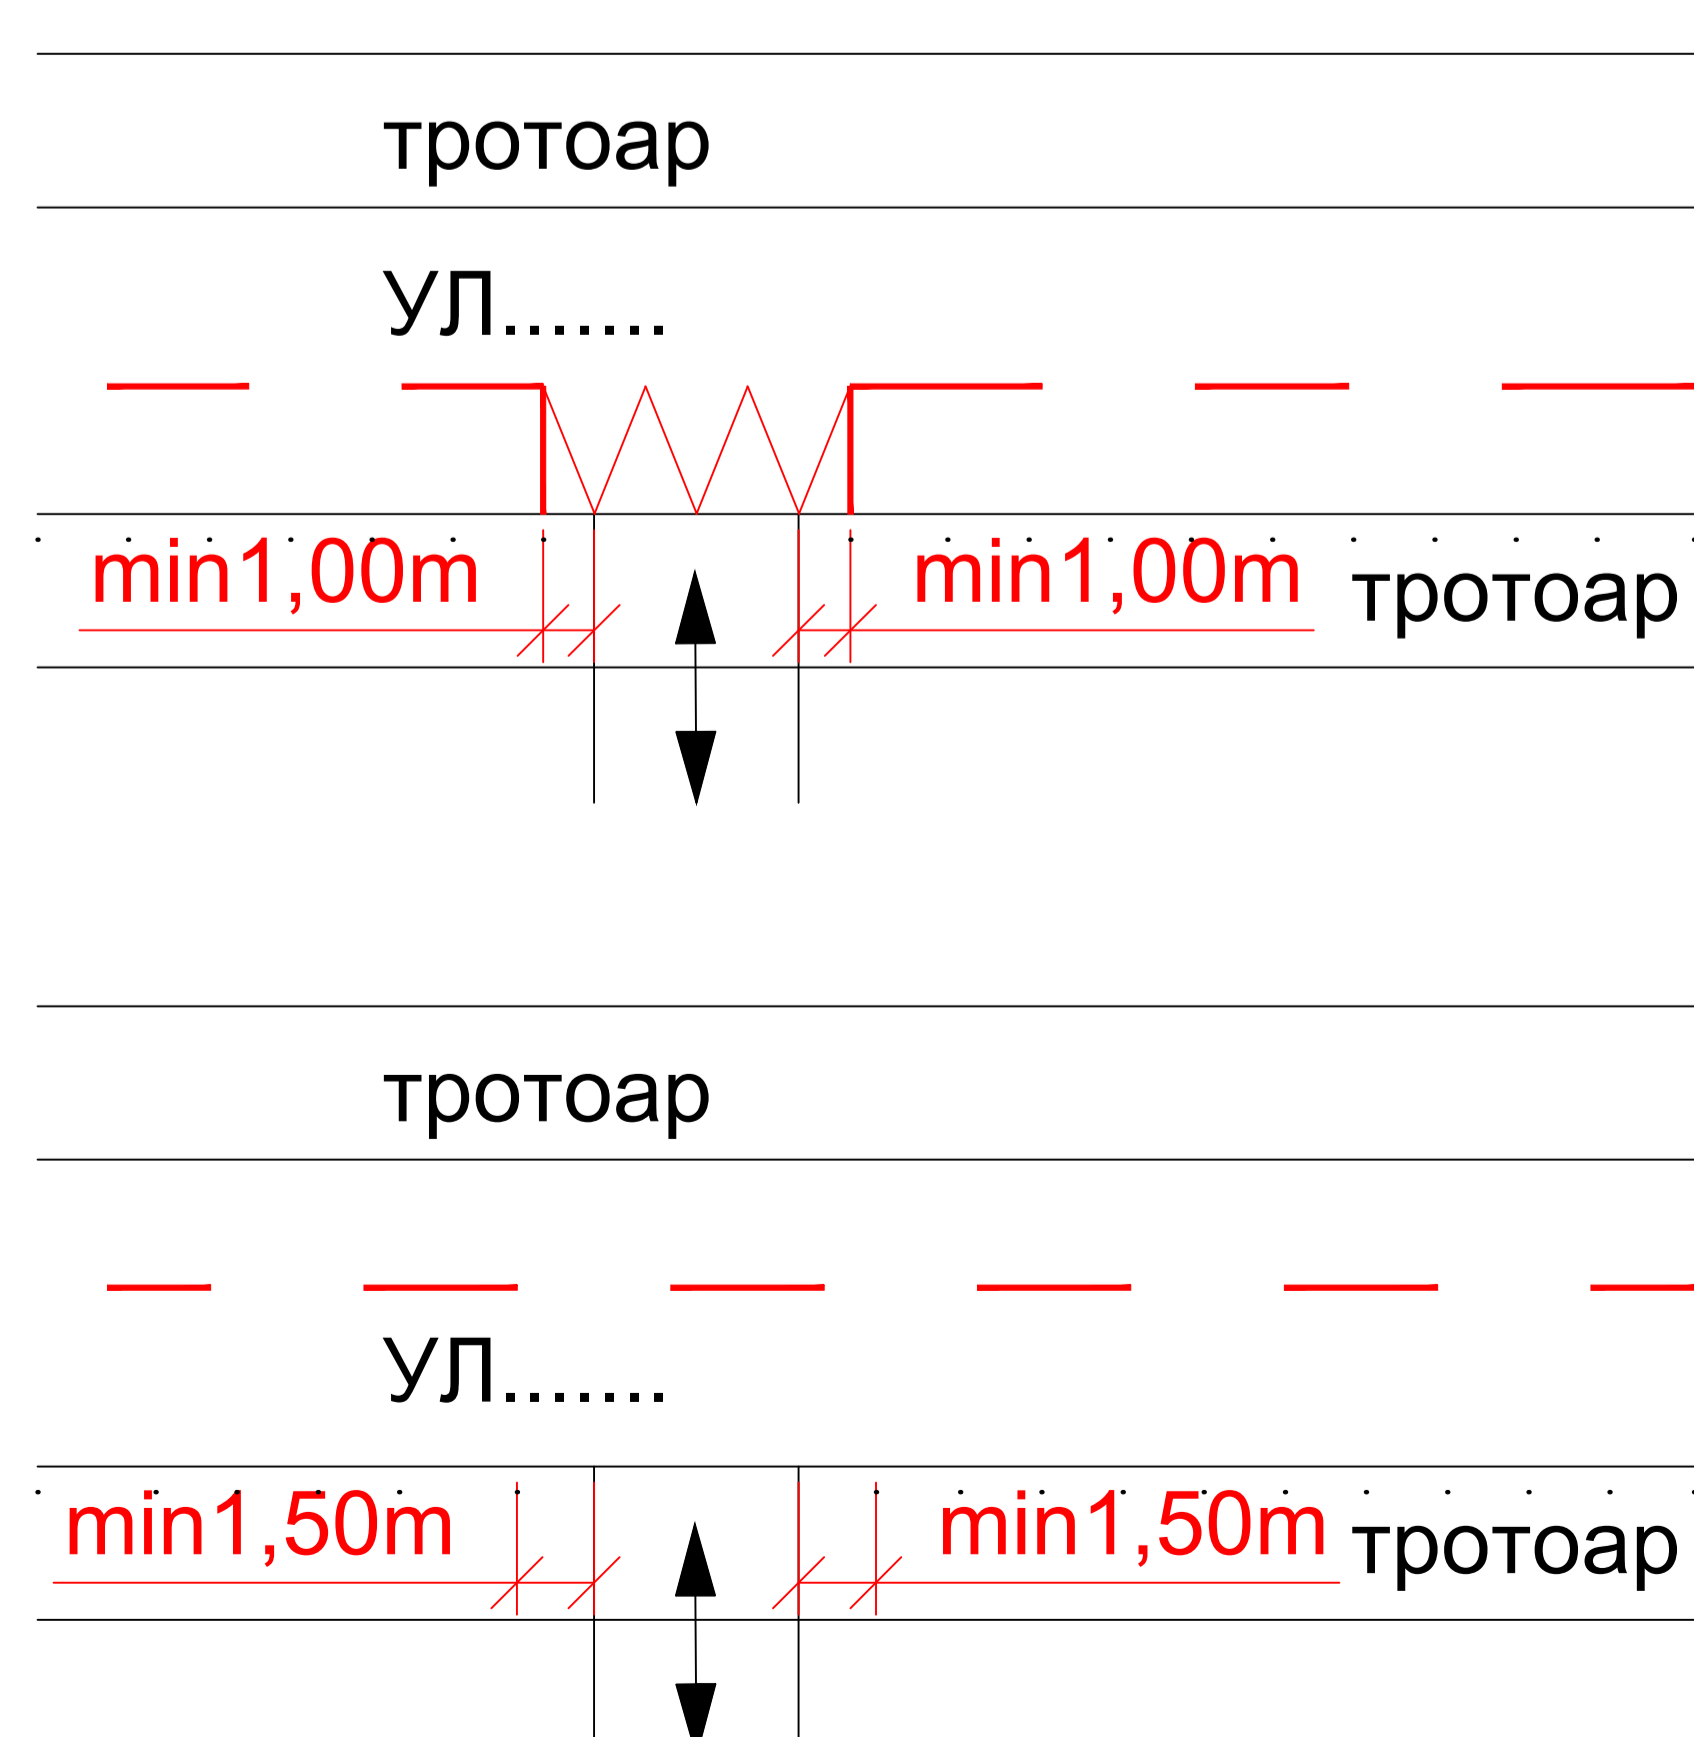 тротоар
УЛ.......
min1,00m
min1,00m
тротоар
тротоар
УЛ.......
min1,50m
min1,50m
тротоар